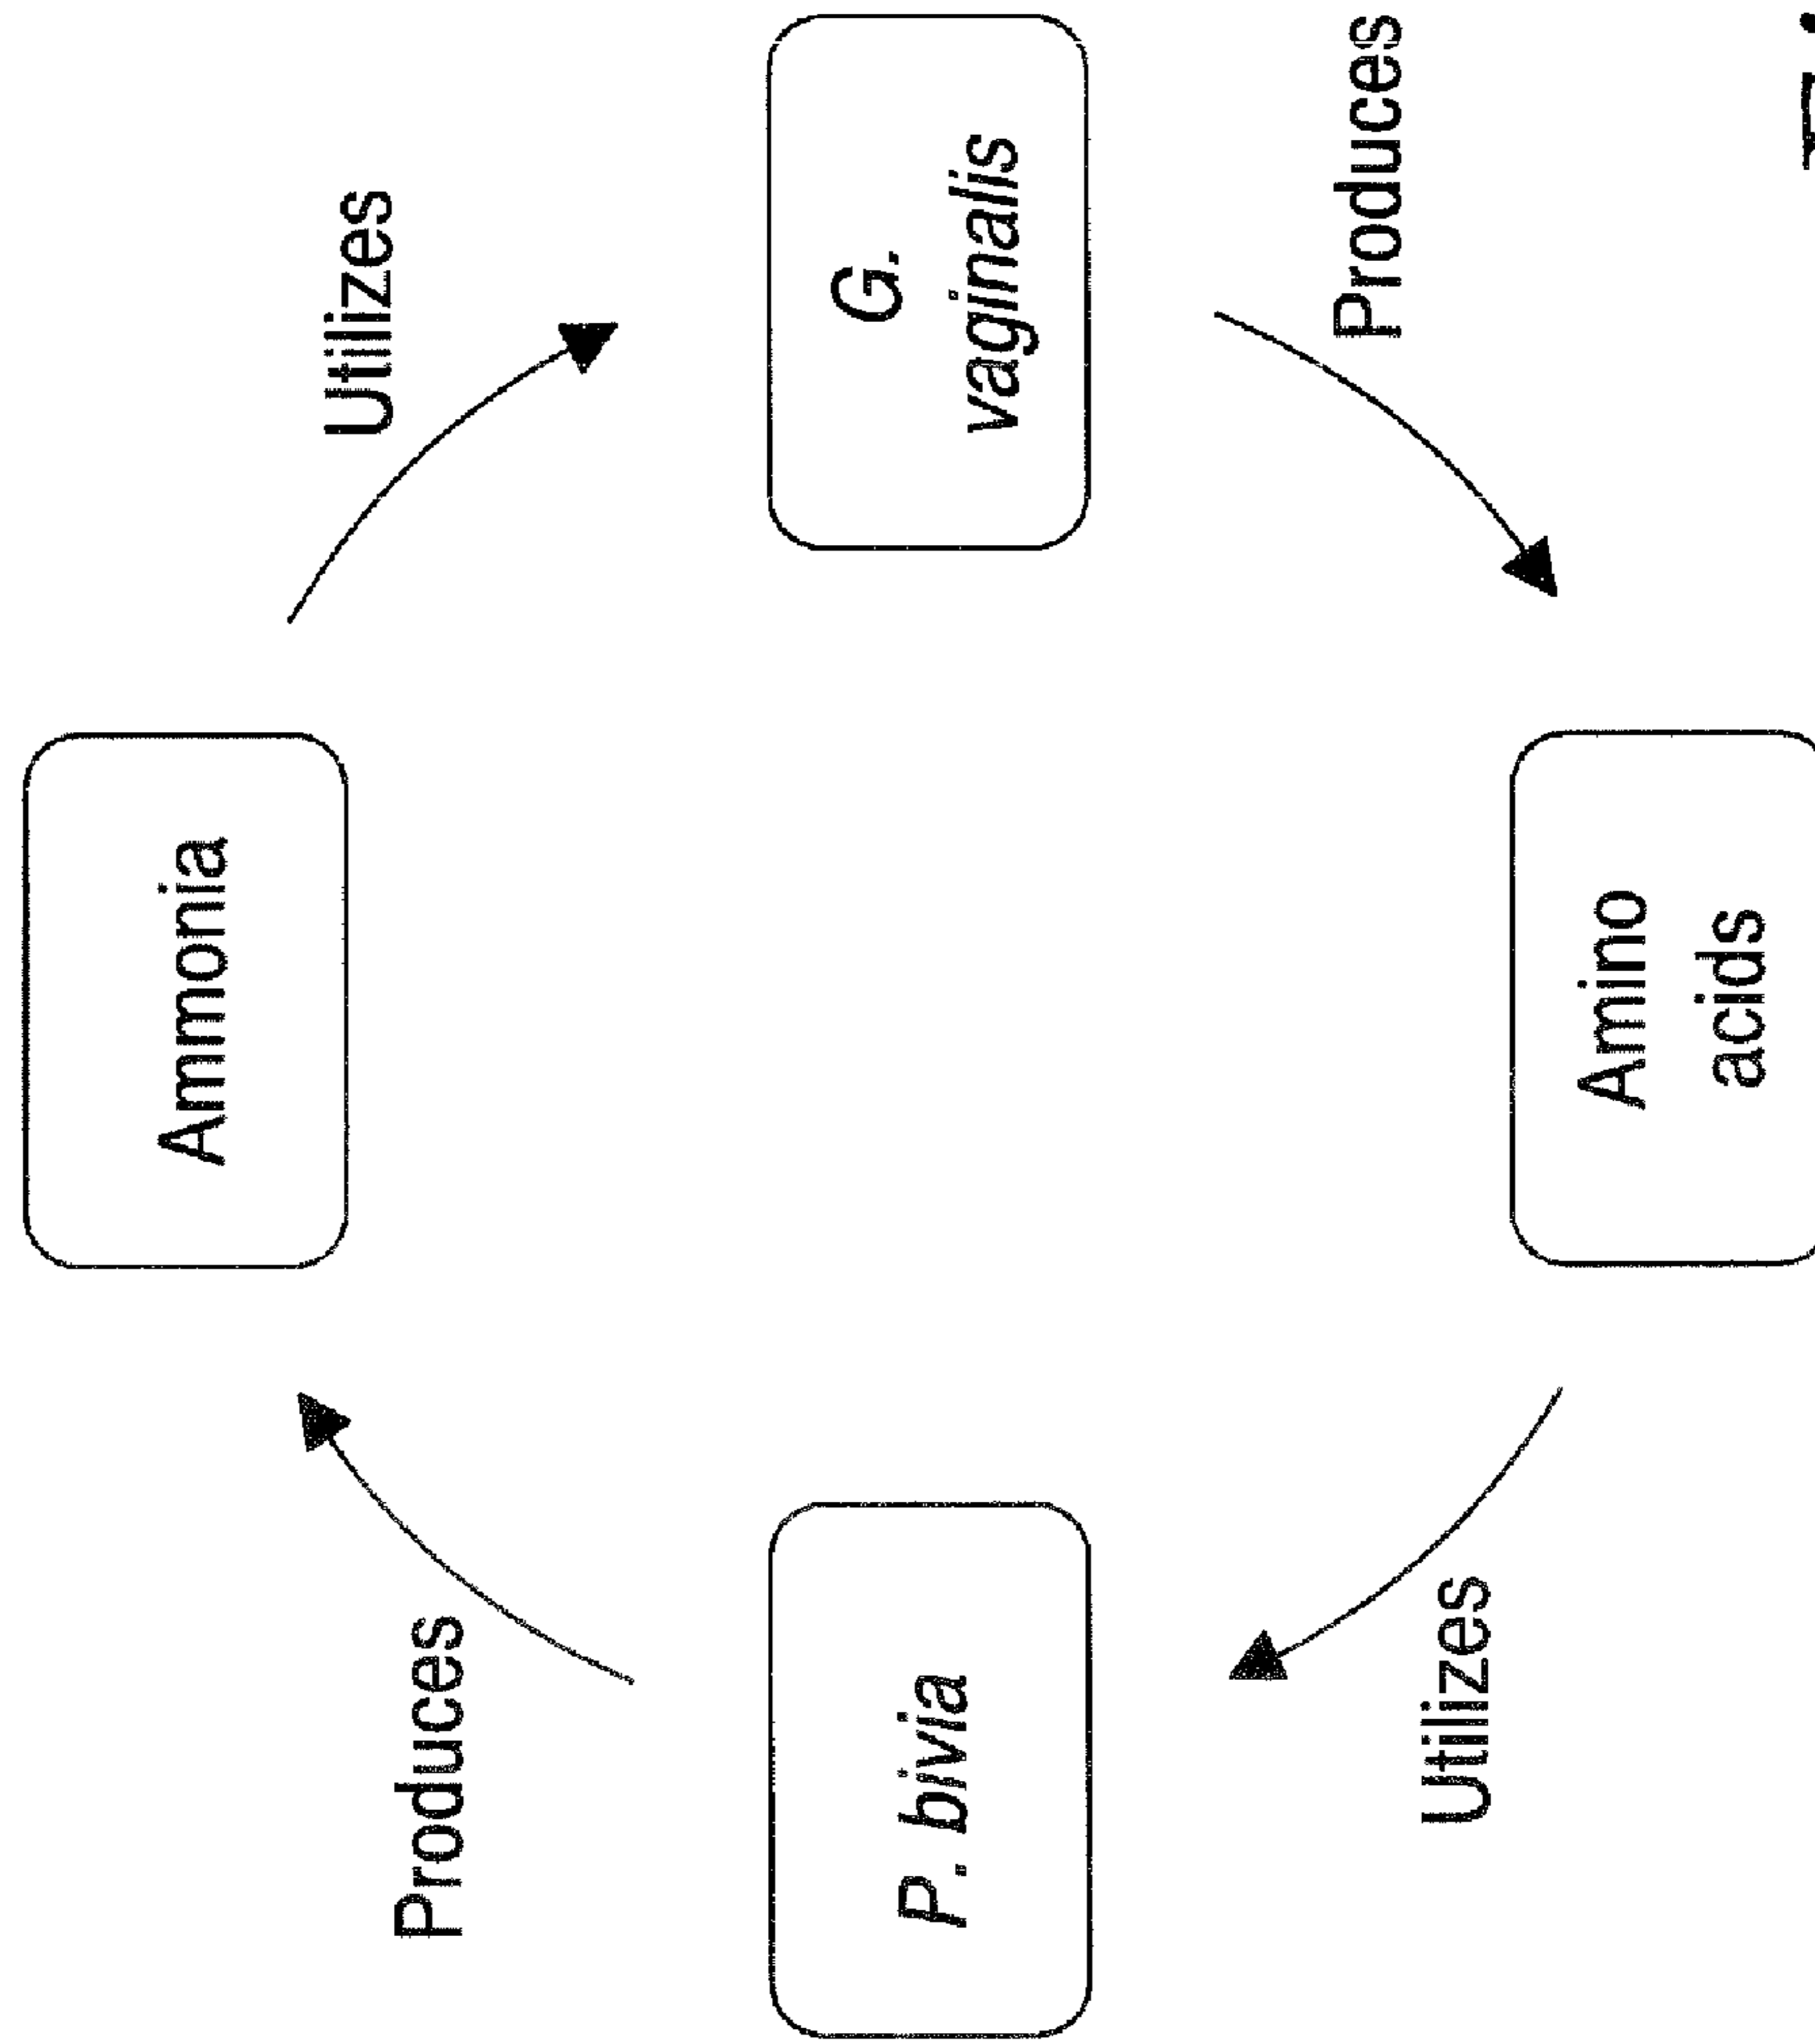 Ammonia
Utilizes
G.
vaginalis
Produces
Amino
acids
Utilizes
P. bivia
Produces